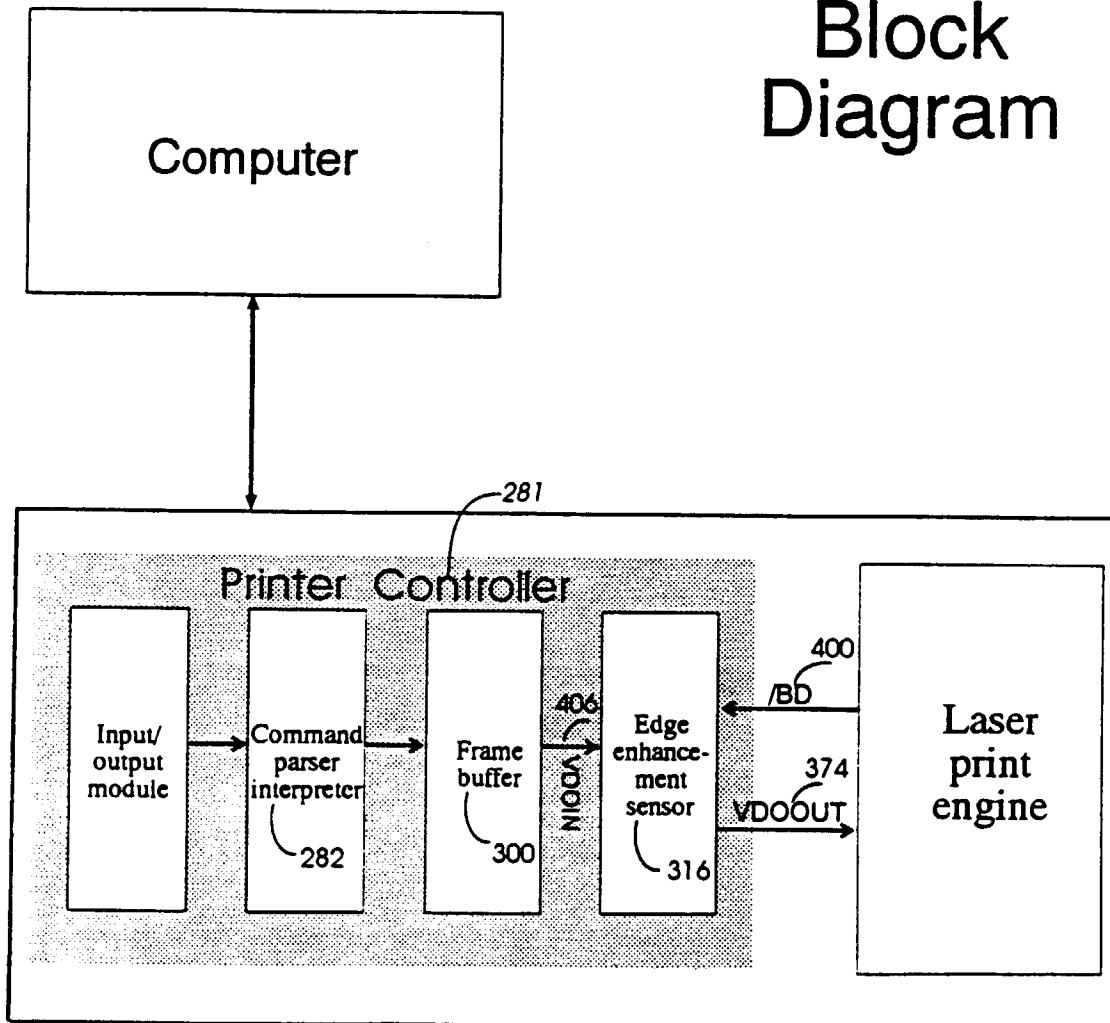 Block
Diagram
Computer
281
Printer Controller
Input/
output
module
Command
parser
interpreter
282
Frame
buffer
300
406
VDOIN
Edge
enhance-
ment
sensor
316
400
/BD
374
VDOOUT
Laser
print
engine